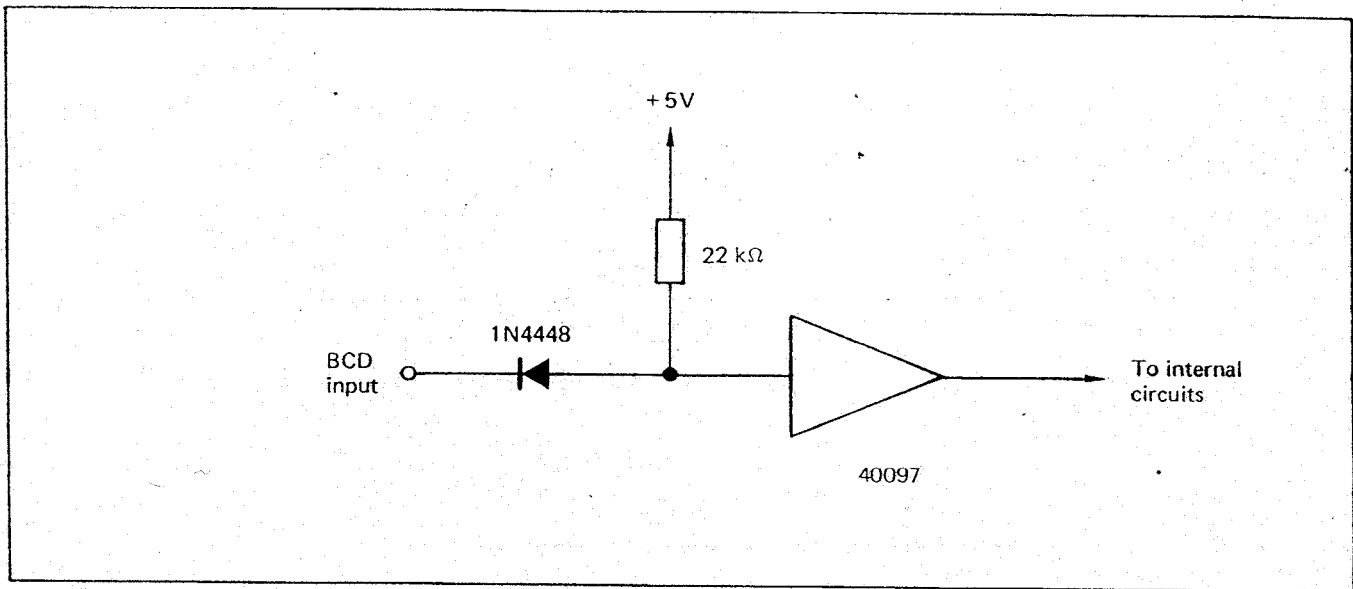 +5V
22 kΩ
1N4448
BCD
input
To internal
circuits
40097